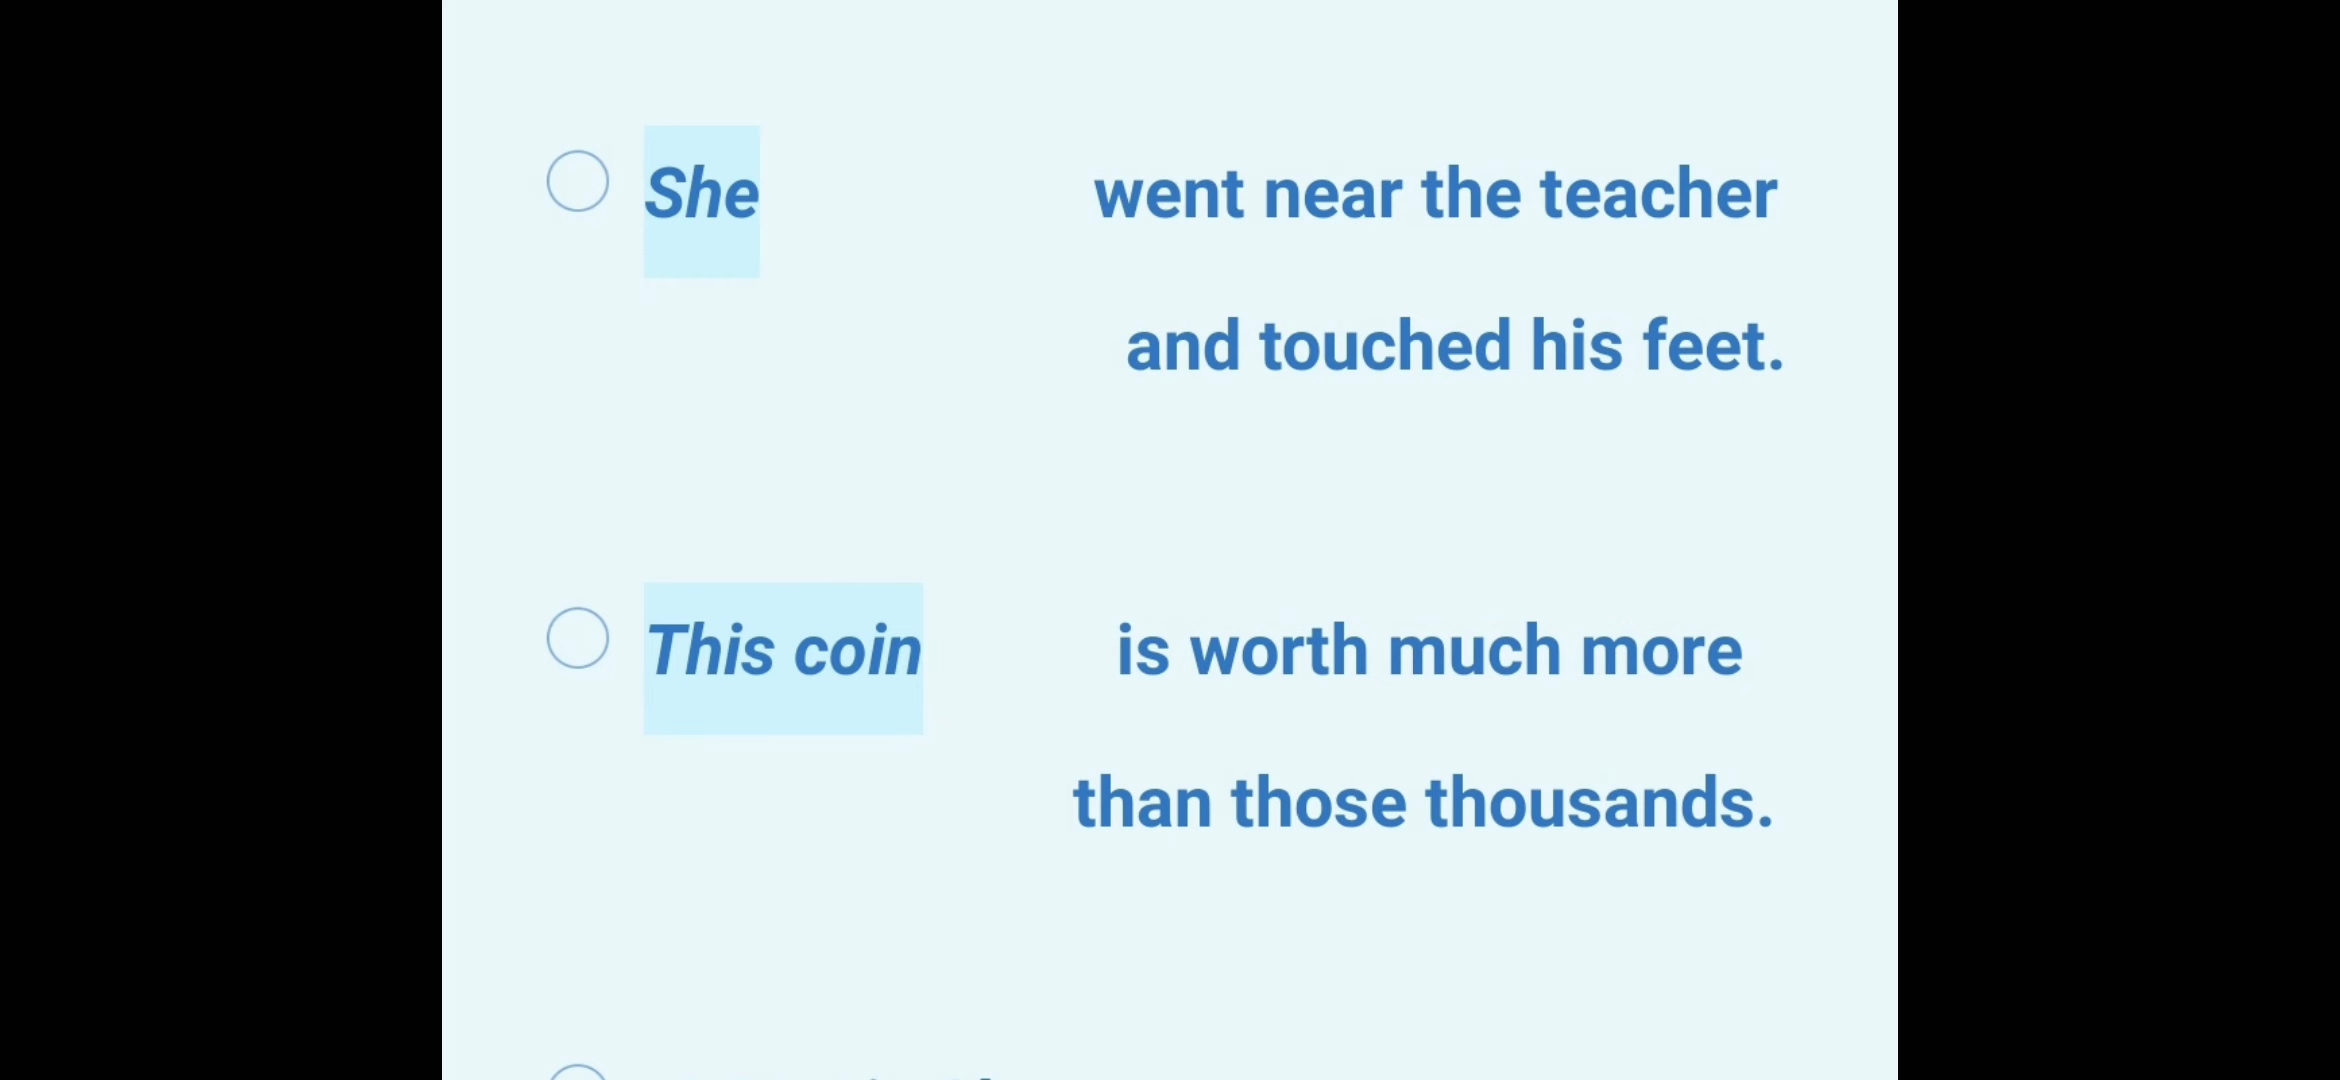 She went near the teacher
and touched his feet.
This coin is worth much more
than those thousands.